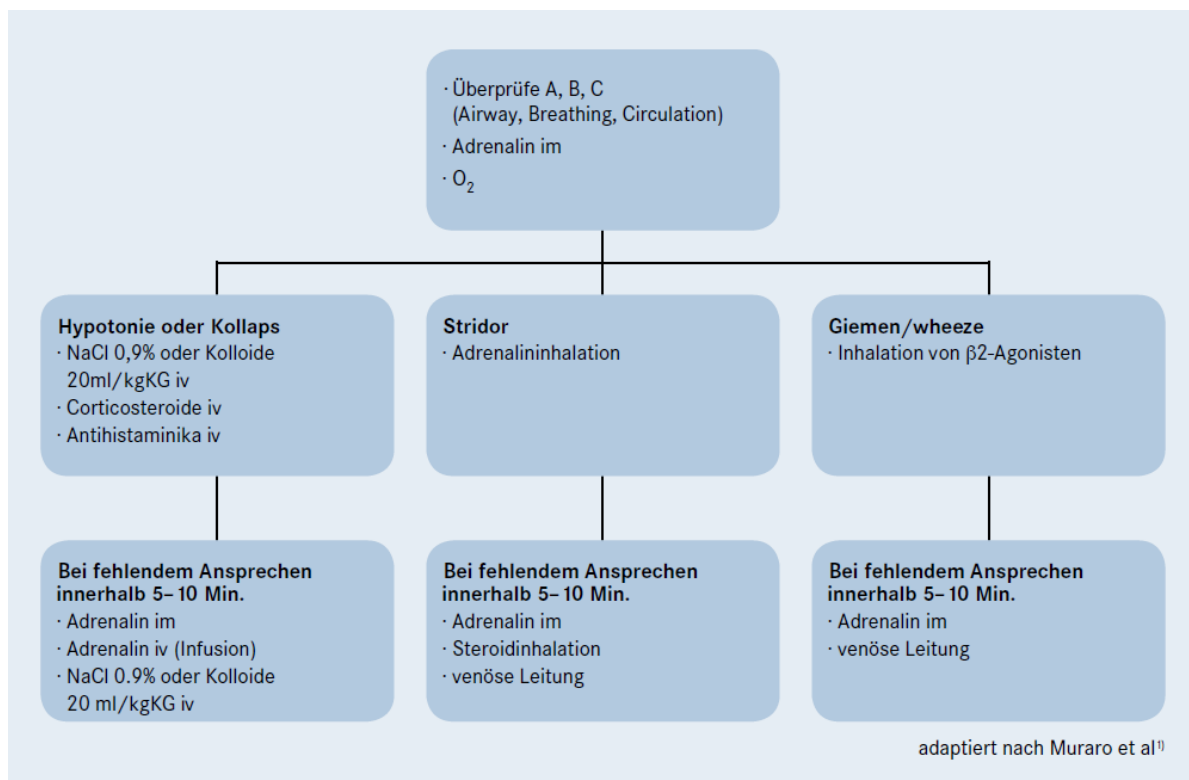 · Überprüfe A, B, C
(Airway, Breathing, Circulation)
· Adrenalin im
· O₂
Hypotonie oder Kollaps
· NaCl 0,9% oder Kolloide
20ml/kgKG iv
· Corticosteroide iv
· Antihistaminika iv
Stridor
· Adrenalininhalation
Giemen/wheeze
· Inhalation von β2-Agonisten
Bei fehlendem Ansprechen
innerhalb 5–10 Min.
· Adrenalin im
· Adrenalin iv (Infusion)
· NaCl 0.9% oder Kolloide
20 ml/kgKG iv
Bei fehlendem Ansprechen
innerhalb 5–10 Min.
· Adrenalin im
· Steroidinhalation
· venöse Leitung
Bei fehlendem Ansprechen
innerhalb 5–10 Min.
· Adrenalin im
· venöse Leitung
adaptiert nach Muraro et al¹⁾